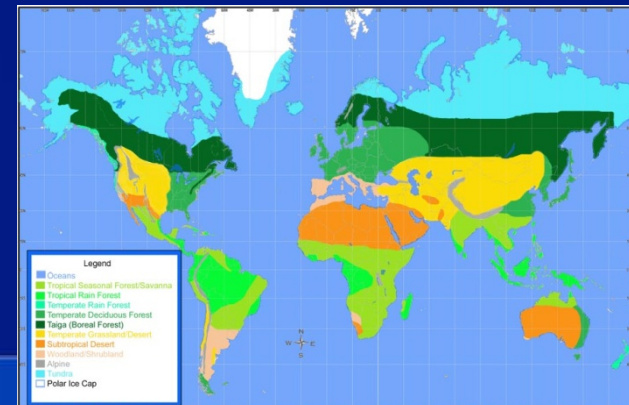 N
W E
S
Legend
Oceans
Tropical Seasonal Forest/Savanna
Tropical Rain Forest
Temperate Rain Forest
Temperate Deciduous Forest
Taiga (Boreal Forest)
Temperate Grassland/Desert
Subtropical Desert
Woodland/Shrubland
Alpine
Tundra
Polar Ice Cap